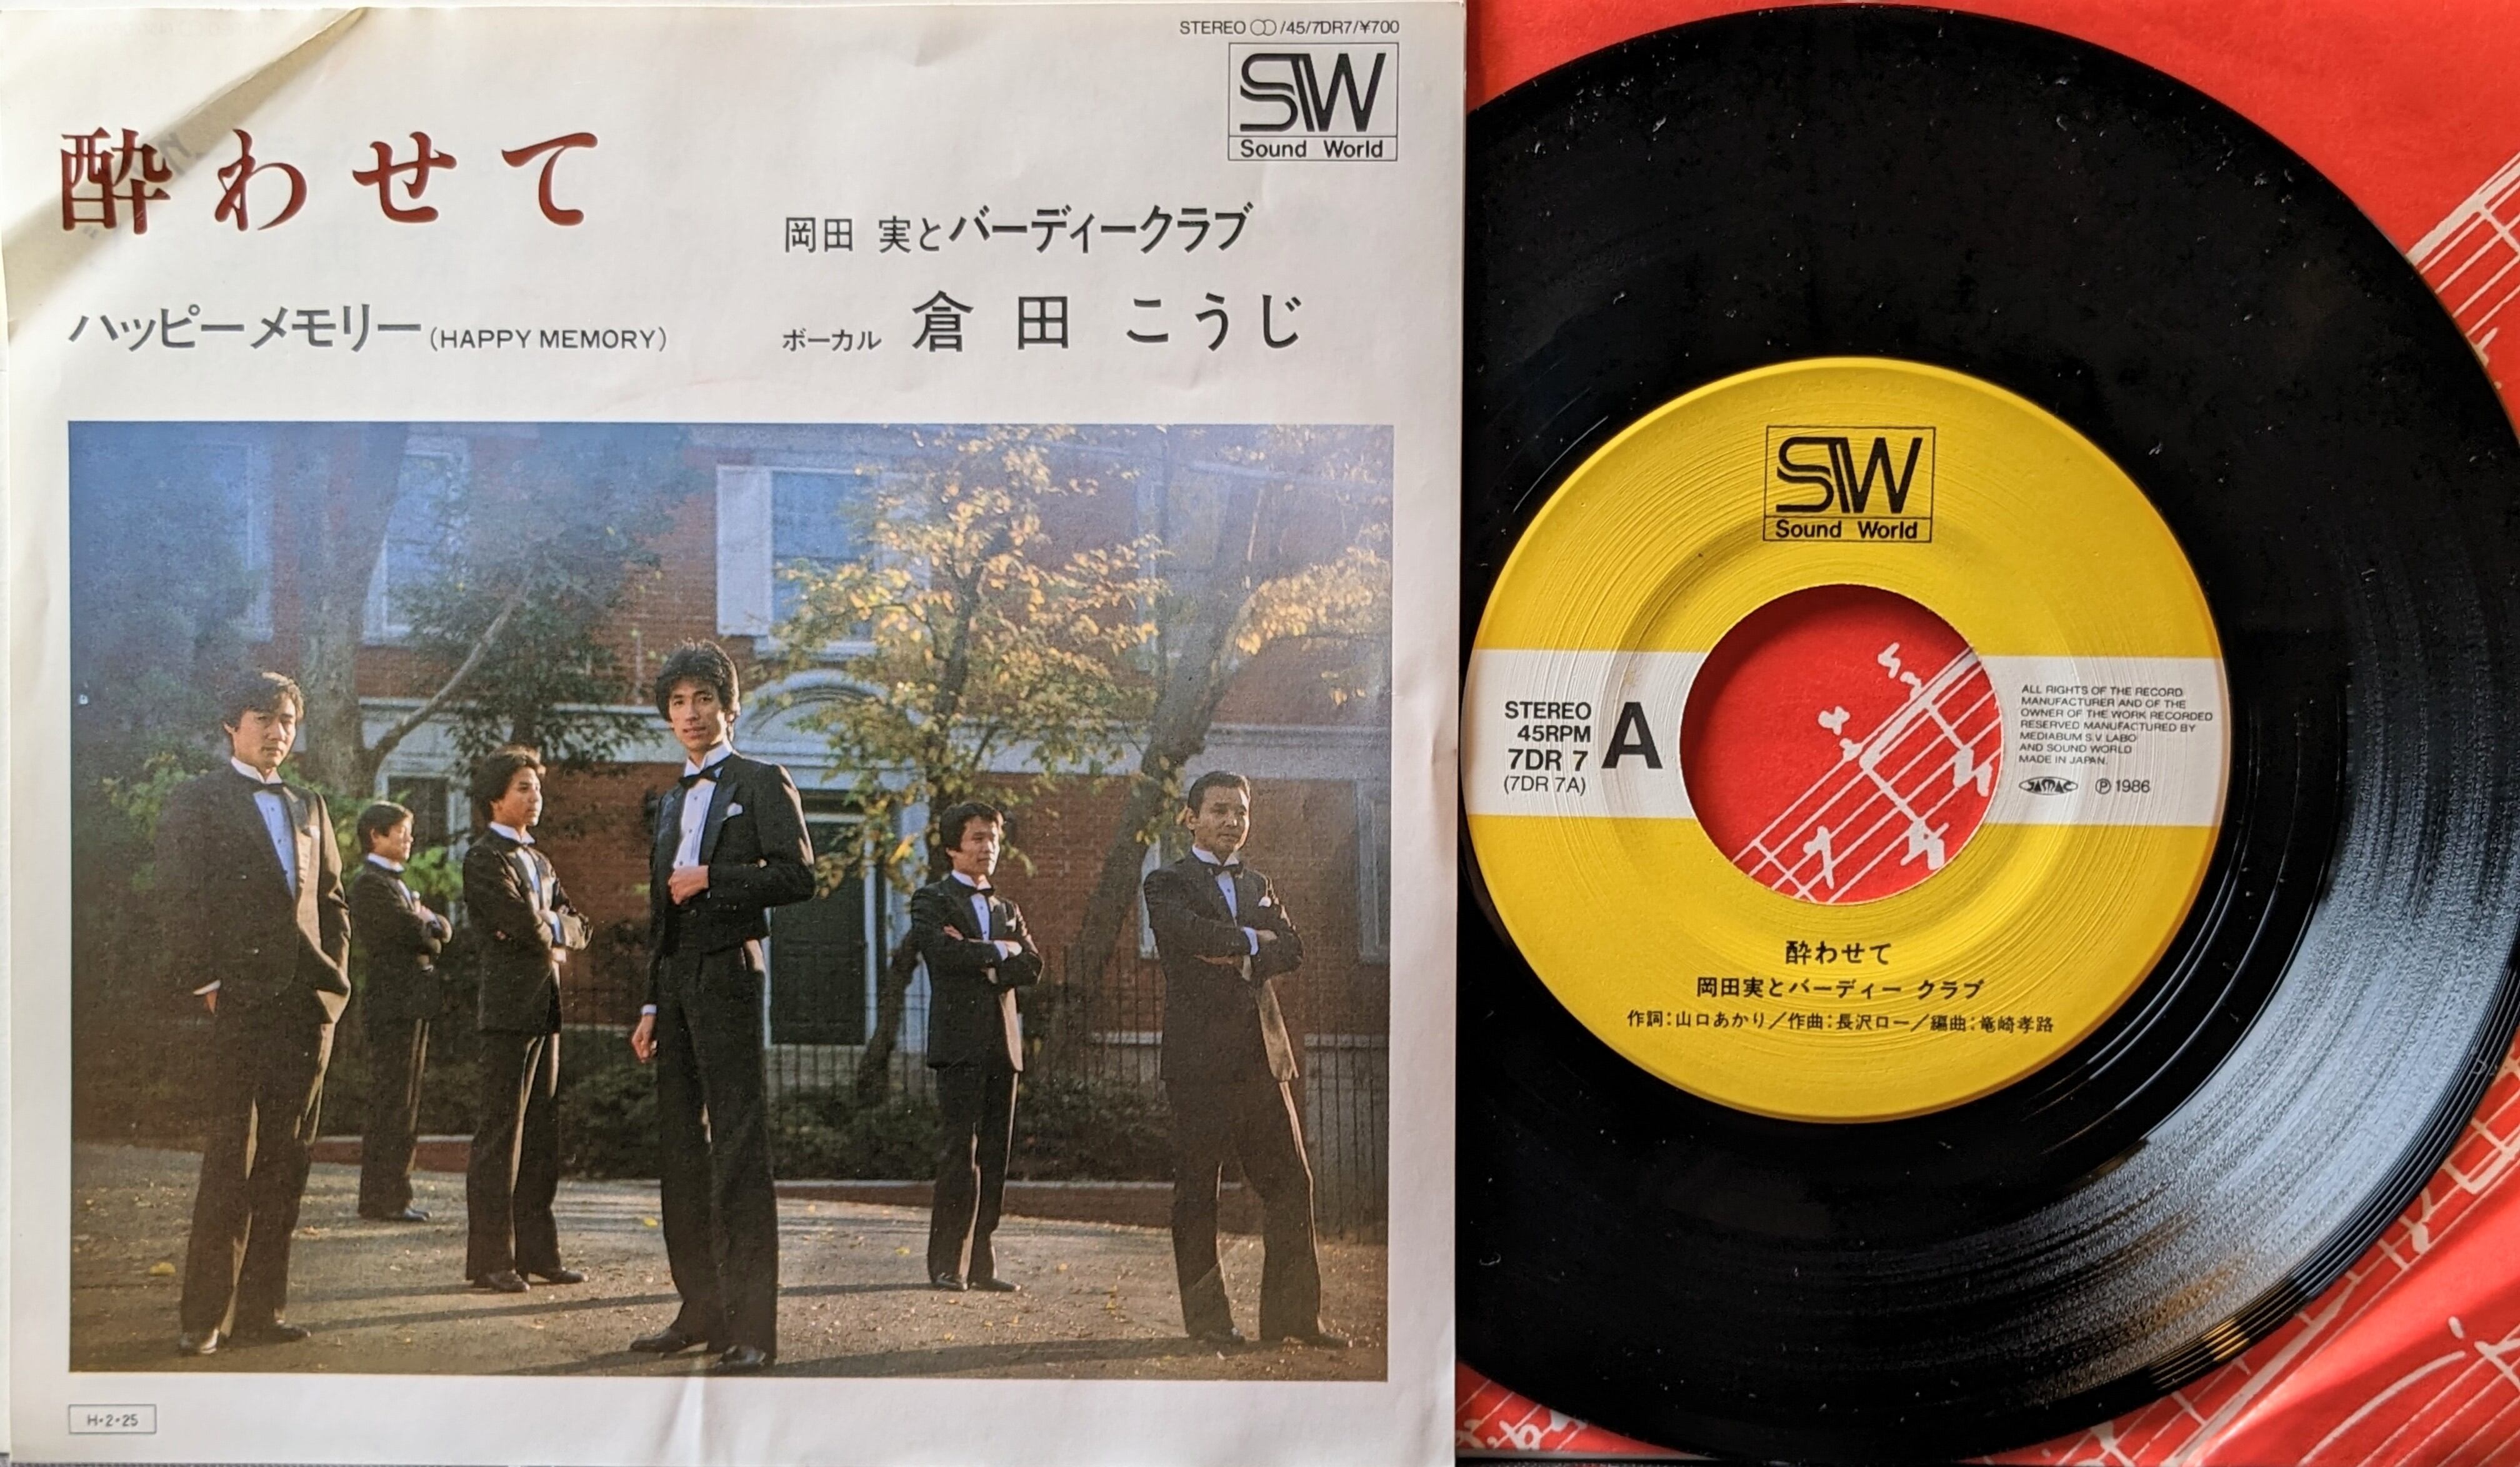 STEREO /45/7DR7/¥700
SW
Sound World
酔わせて
岡田 実とバーディークラブ
ハッピーメモリー(HAPPY MEMORY)
ボーカル 倉田 こうじ
H・2・25
SW
Sound World
STEREO
45RPM
7DR 7
(7DR 7A)
A
ALL RIGHTS OF THE RECORD
MANUFACTURER AND OF THE
OWNER OF THE WORK RECORDED
RESERVED MANUFACTURED BY
MEDIABUM S.V LABO
AND SOUND WORLD
MADE IN JAPAN.
JASRAC ℗1986
酔わせて
岡田実とバーディー クラブ
作詞:山口あかり/作曲:長沢ロー/編曲:竜崎孝路